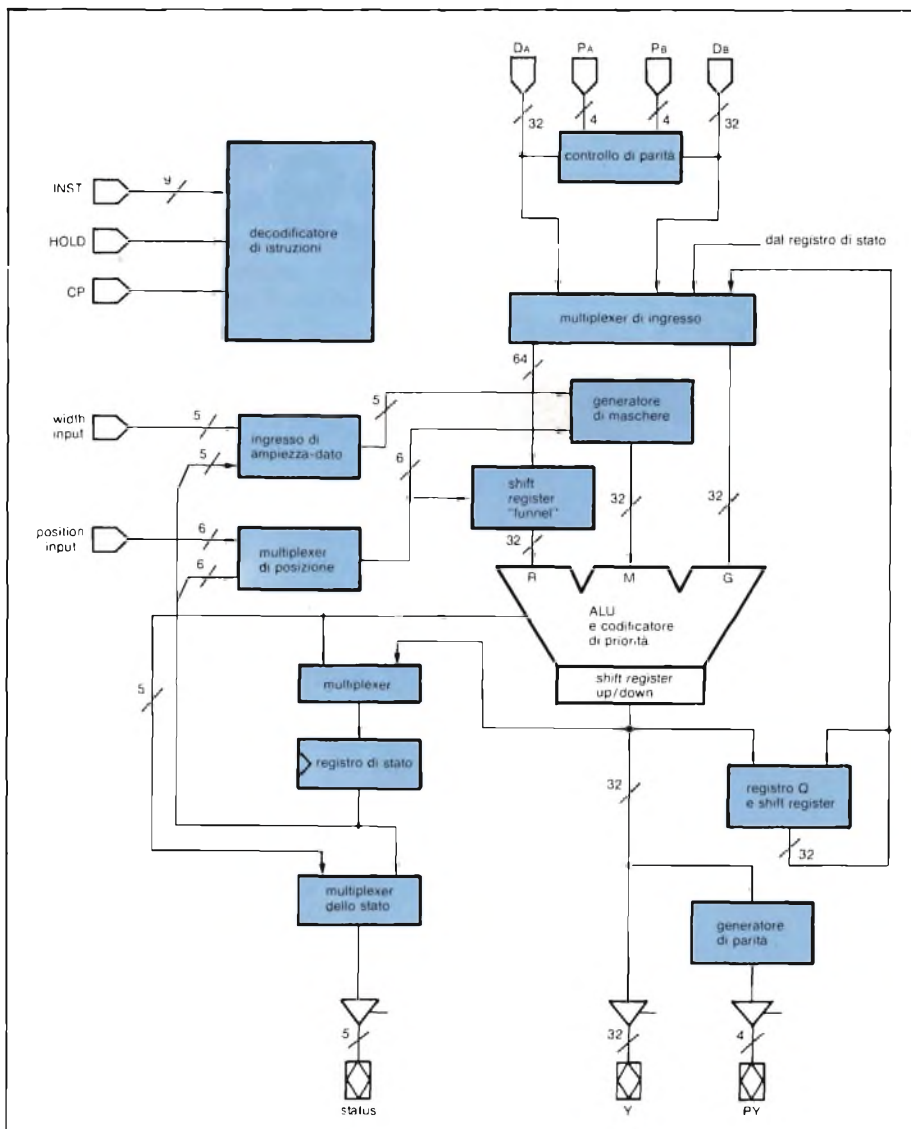 DA
PA
PB
DB
32
4
4
32
controllo di parità
INST
9
HOLD
CP
decodificatore
di istruzioni
dal registro di stato
multiplexer di ingresso
64
width
input
5
5
ingresso di
ampiezza-dato
5
generatore
di maschere
6
shift
register
"funnel"
32
32
32
position
input
6
6
multiplexer
di posizione
R
M
G
ALU
e codificatore
di priorità
shift register
up/down
5
multiplexer
registro di stato
32
registro Q
e shift register
32
multiplexer
dello stato
generatore
di parità
5
32
4
status
Y
PY